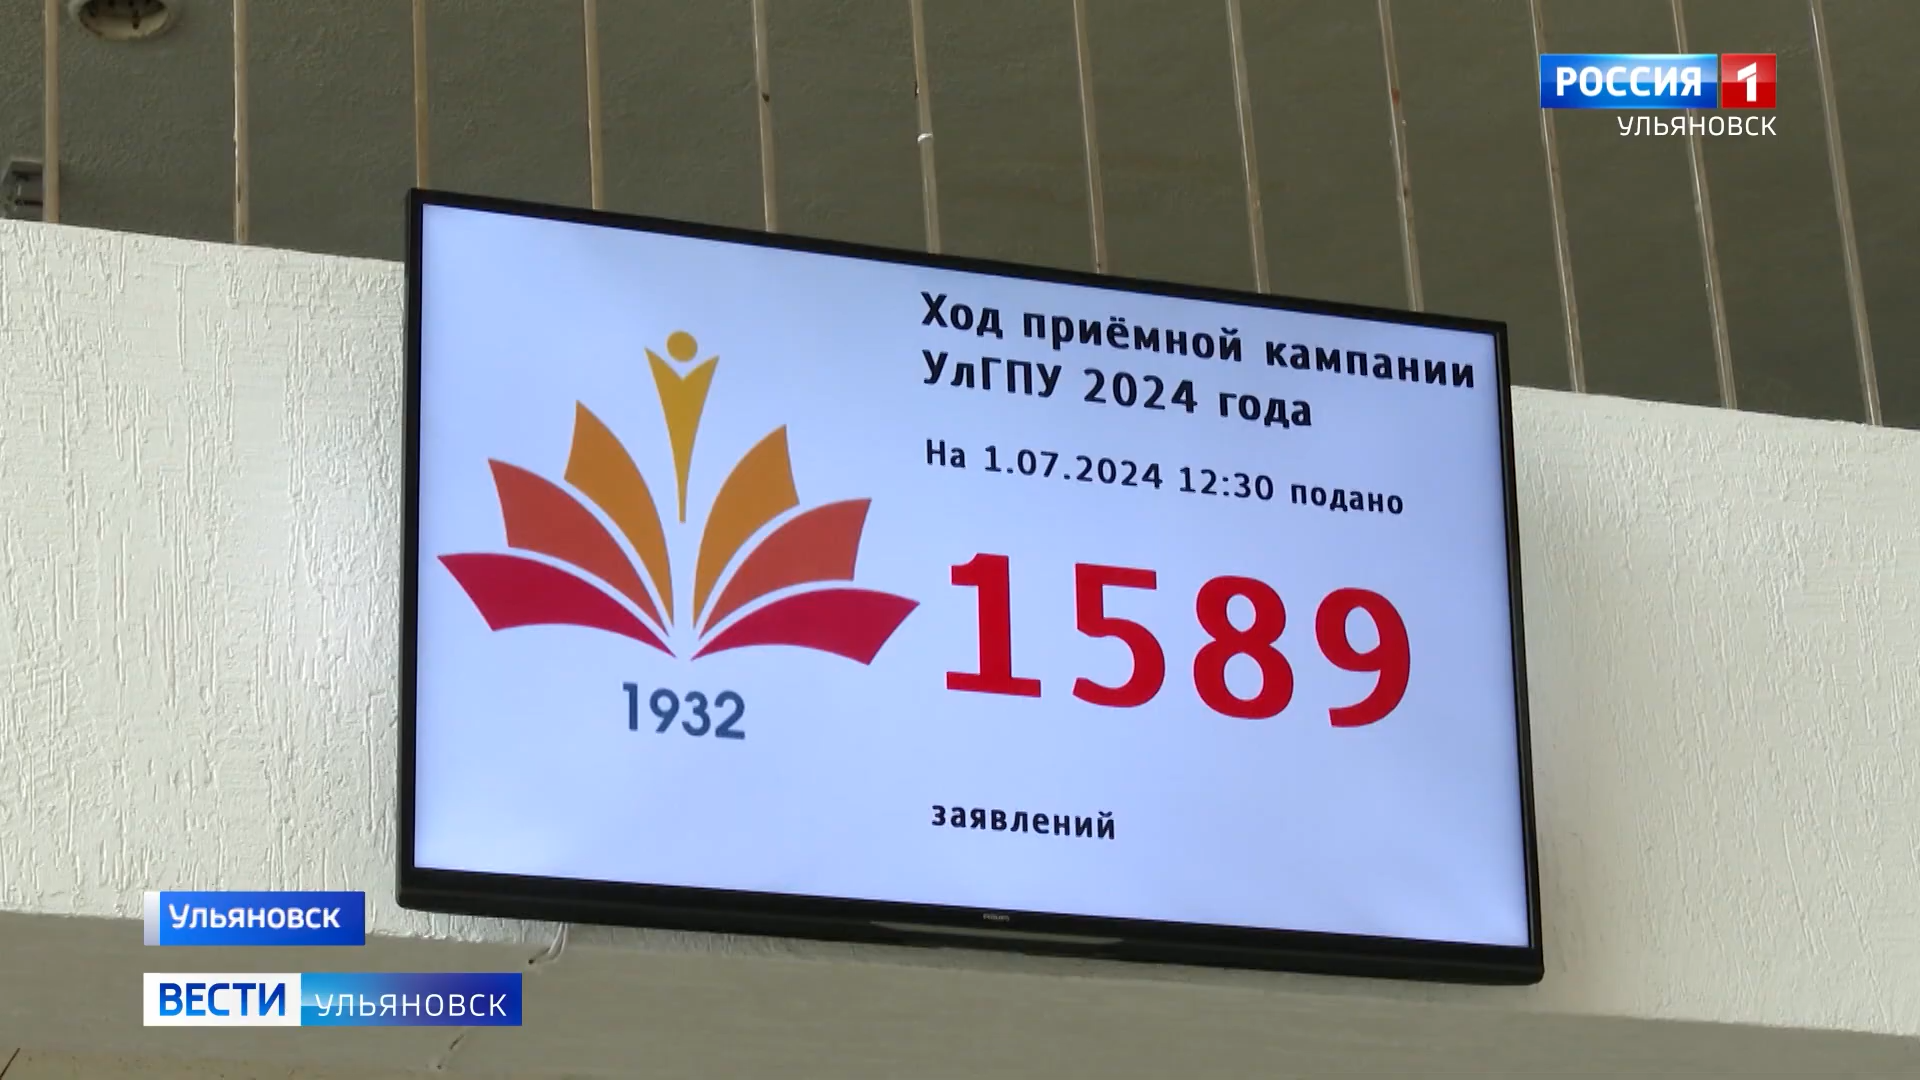 РОССИЯ 1
УЛЬЯНОВСК
Ход приёмной кампании
УлГПУ 2024 года
На 1.07.2024 12:30 подано
1589
1932
заявлений
PHILIPS
Ульяновск
ВЕСТИ УЛЬЯНОВСК